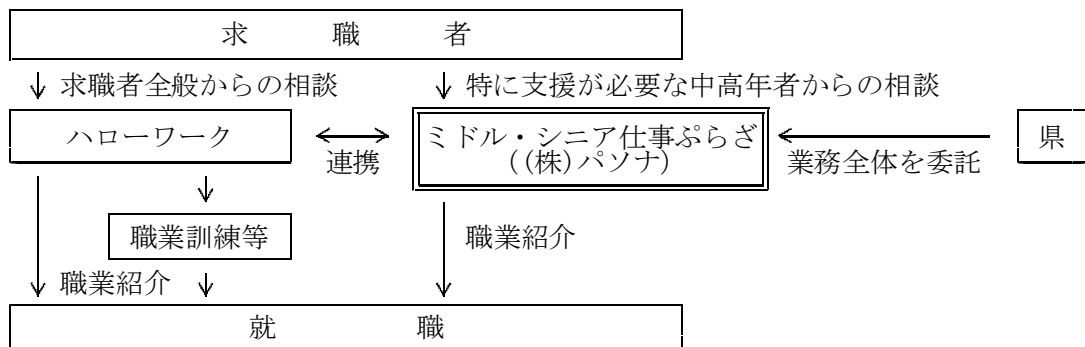 求　職　者
求職者全般からの相談
特に支援が必要な中高年者からの相談
ハローワーク
連携
ミドル・シニア仕事ぷらざ
((株)パソナ)
業務全体を委託
県
職業訓練等
職業紹介
職業紹介
就　職